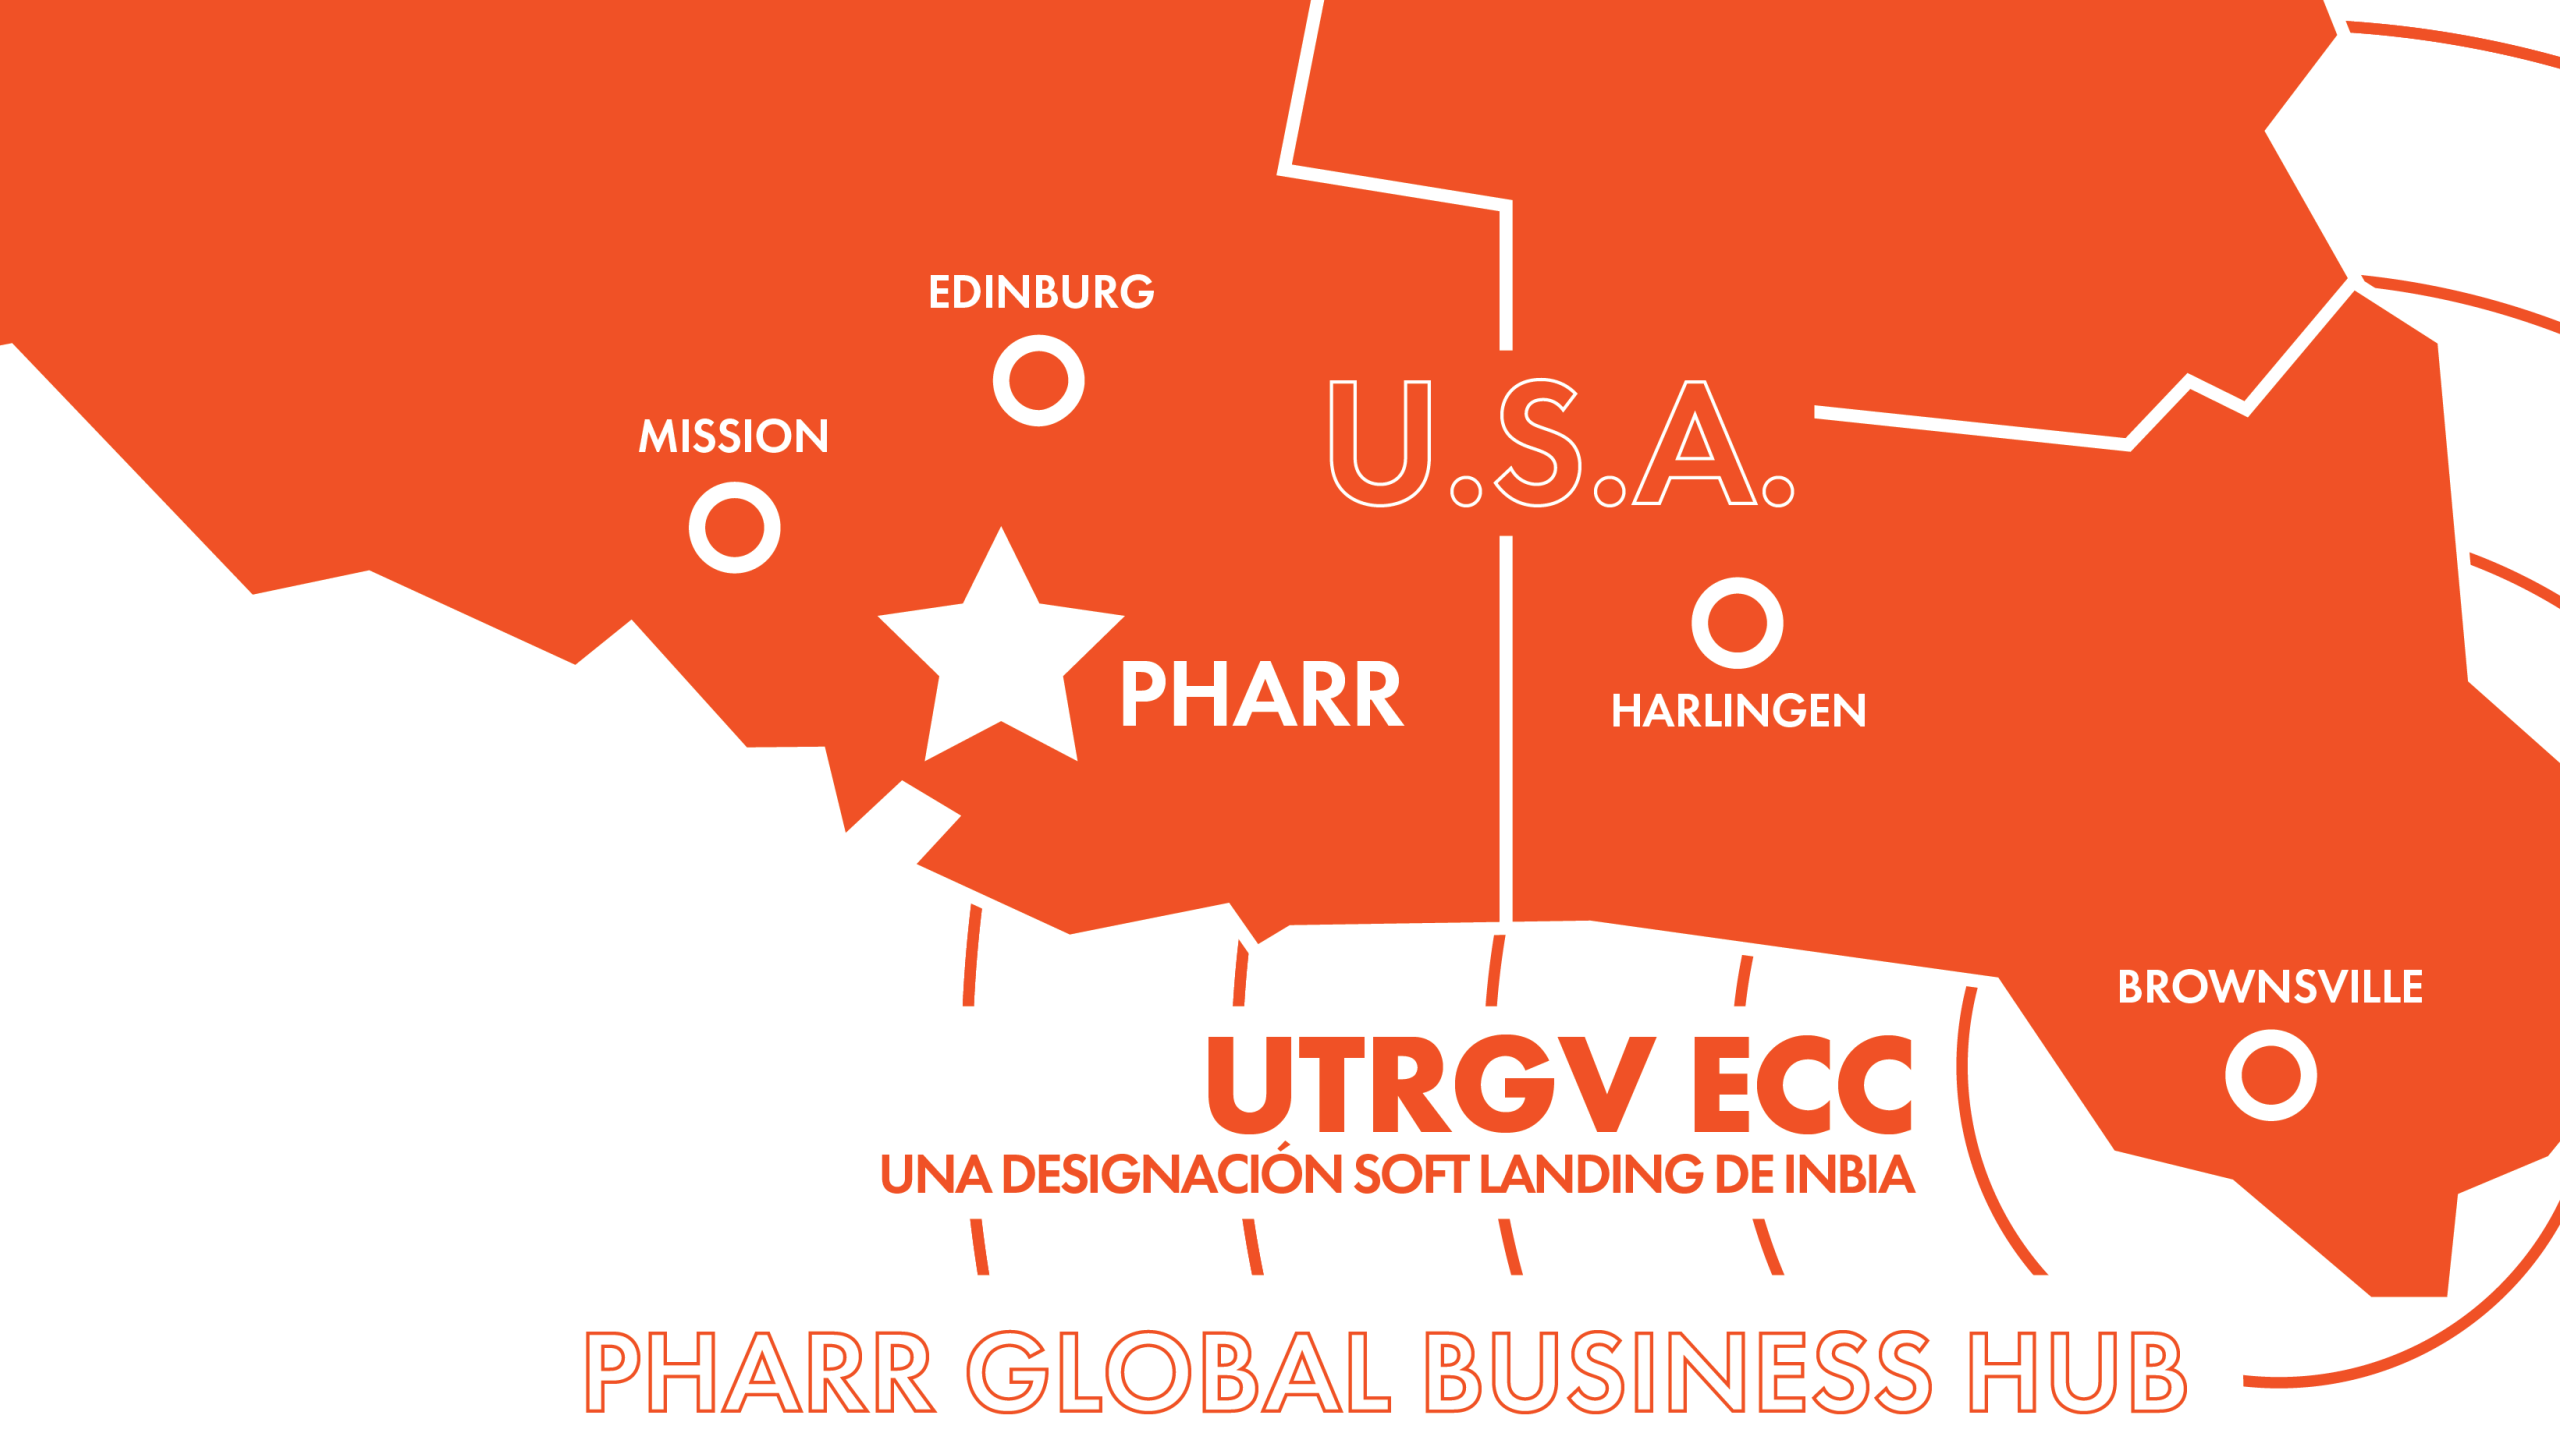 EDINBURG
MISSION
U.S.A.
PHARR
HARLINGEN
BROWNSVILLE
UTRGV ECC
UNA DESIGNACIÓN SOFT LANDING DE INBIA
PHARR GLOBAL BUSINESS HUB